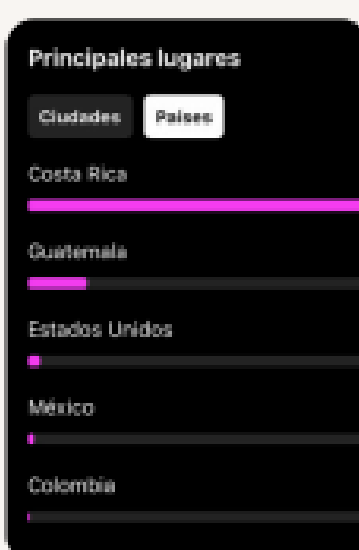 Principales lugares
Ciudades Países
Costa Rica
Guatemala
Estados Unidos
México
Colombia